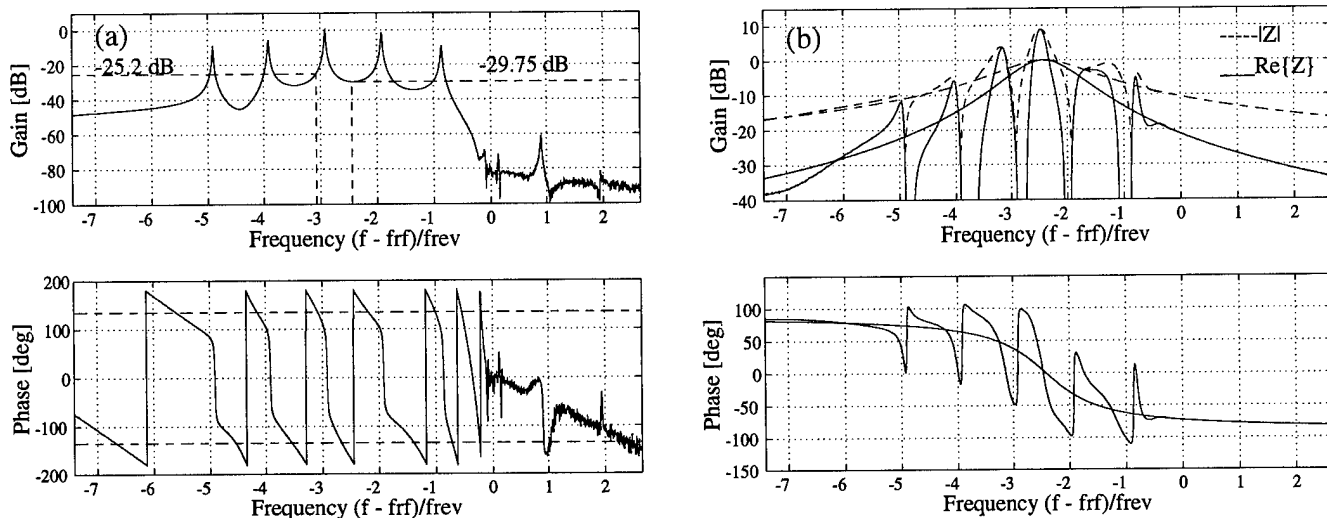 (a)
0
-20
-40
-60
-80
-100
Gain [dB]
-25.2 dB
-29.75 dB
-7 -6 -5 -4 -3 -2 -1 0 1 2
Frequency (f - frf)/frev
200
100
0
-100
-200
Phase [deg]
-7 -6 -5 -4 -3 -2 -1 0 1 2
Frequency (f - frf)/frev
(b)
10
0
-10
-20
-30
-40
Gain [dB]
|Z|
Re{Z}
-7 -6 -5 -4 -3 -2 -1 0 1 2
Frequency (f - frf)/frev
100
50
0
-50
-100
-150
Phase [deg]
-7 -6 -5 -4 -3 -2 -1 0 1 2
Frequency (f - frf)/frev